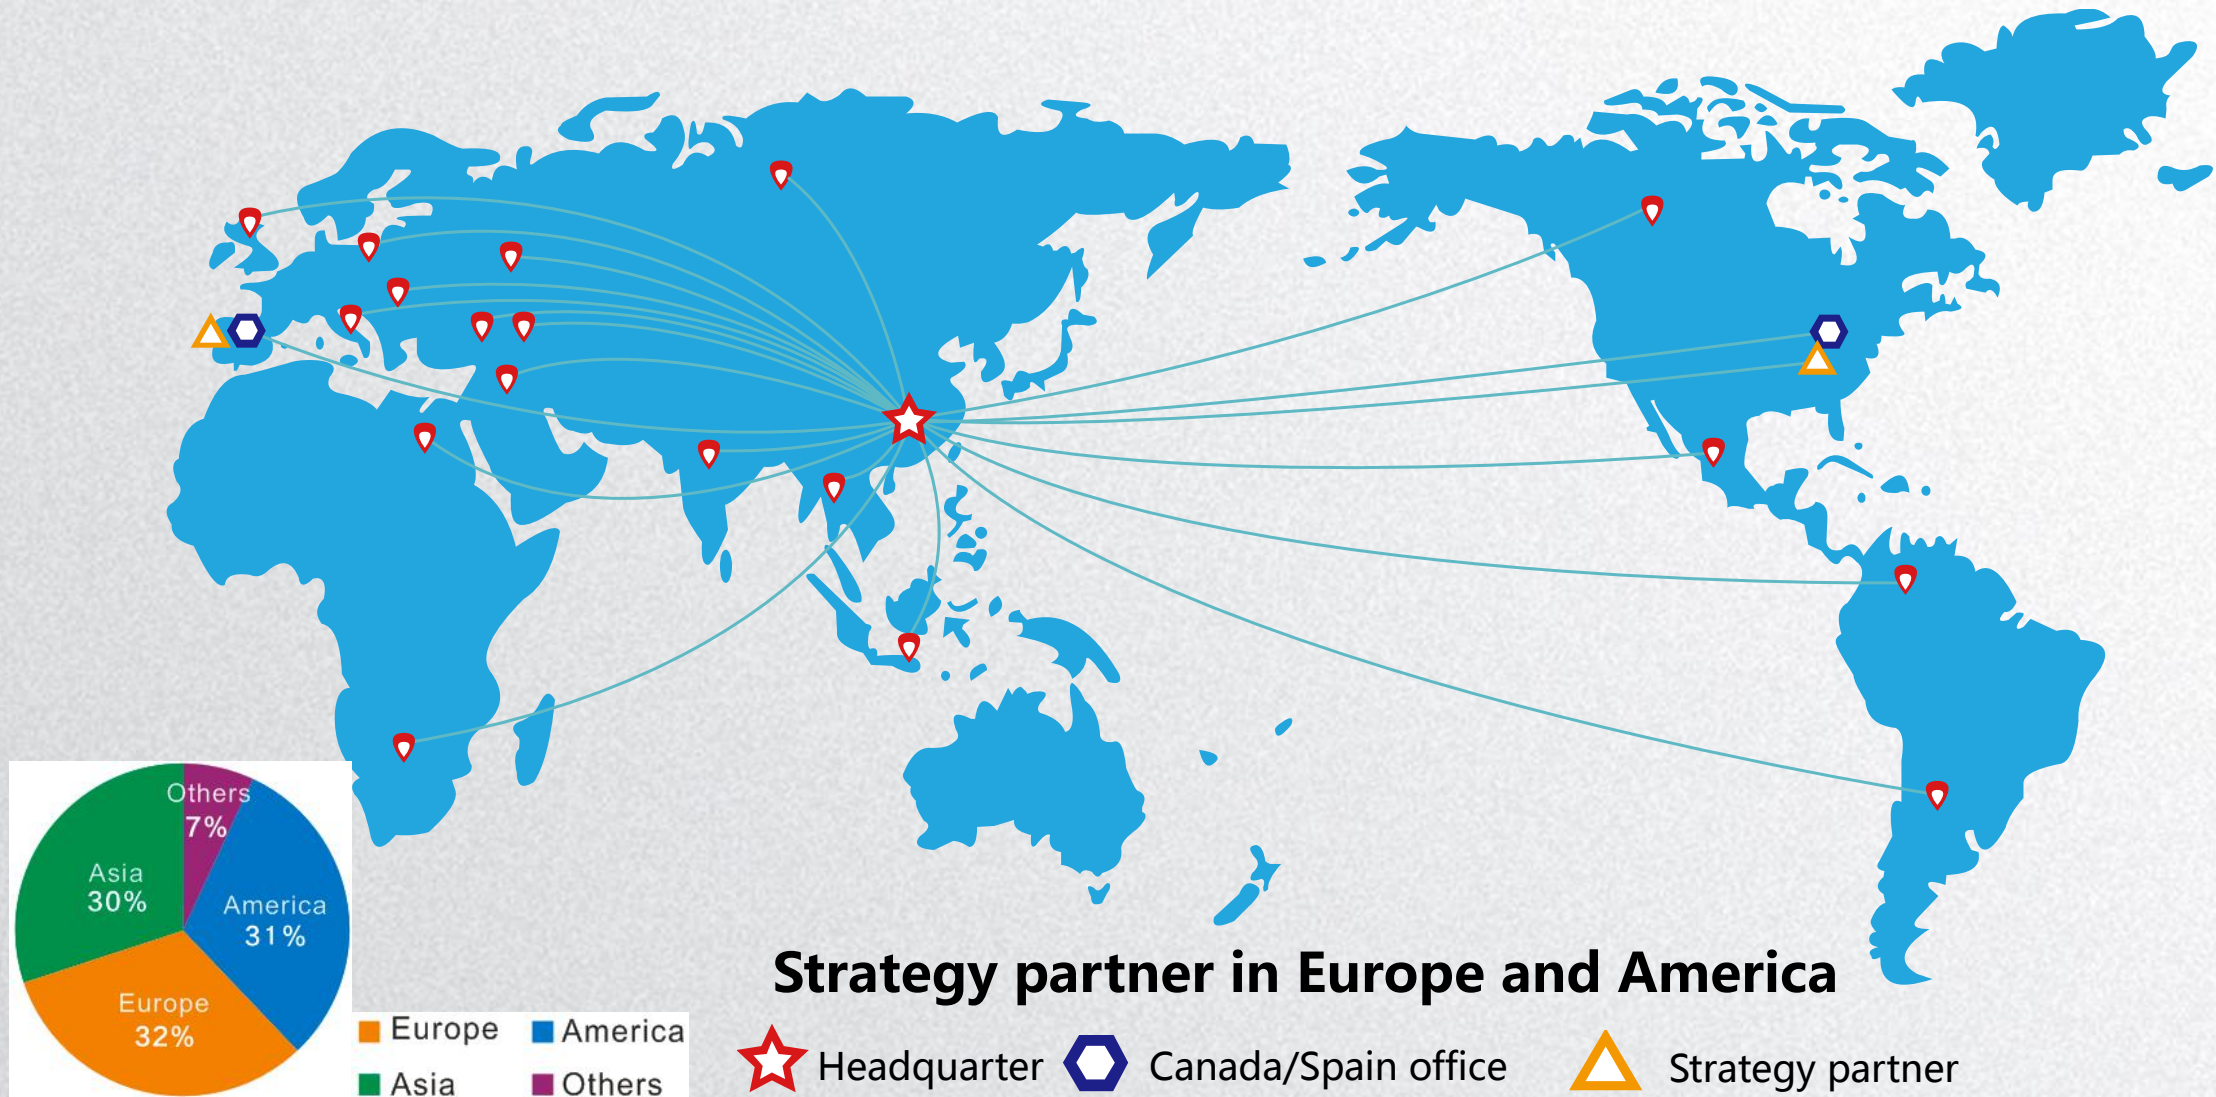 Others
7%
Asia
30%
America
31%
Europe
32%
Europe
America
Asia
Others
Strategy partner in Europe and America
Headquarter
Canada/Spain office
Strategy partner